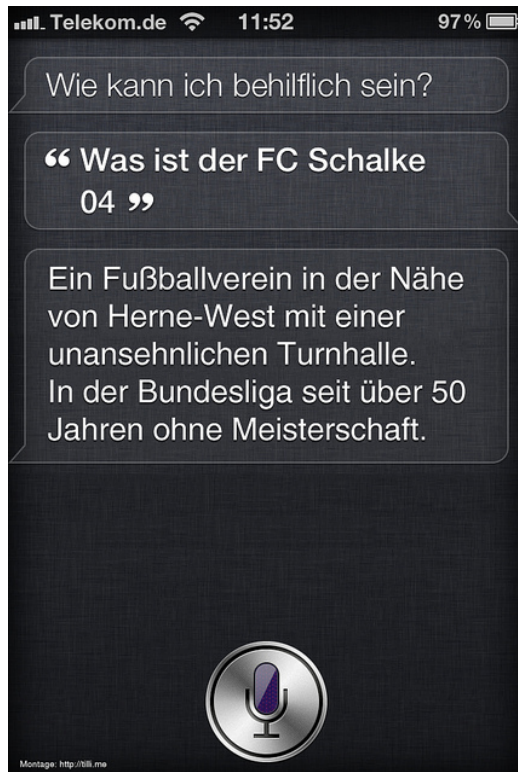 Telekom.de 11:52 97%
Wie kann ich behilflich sein?
“ Was ist der FC Schalke
04 ”
Ein Fußballverein in der Nähe
von Herne-West mit einer
unansehnlichen Turnhalle.
In der Bundesliga seit über 50
Jahren ohne Meisterschaft.
Montage: http://tilli.me